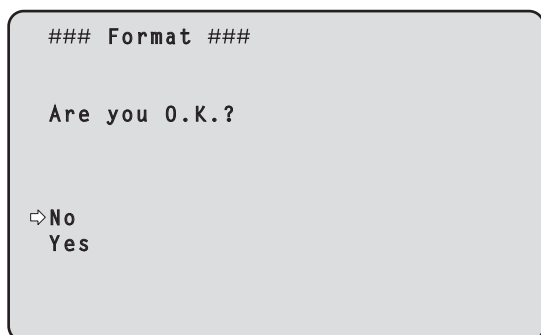 ### Format ###
Are you O.K.?
⇨No
Yes